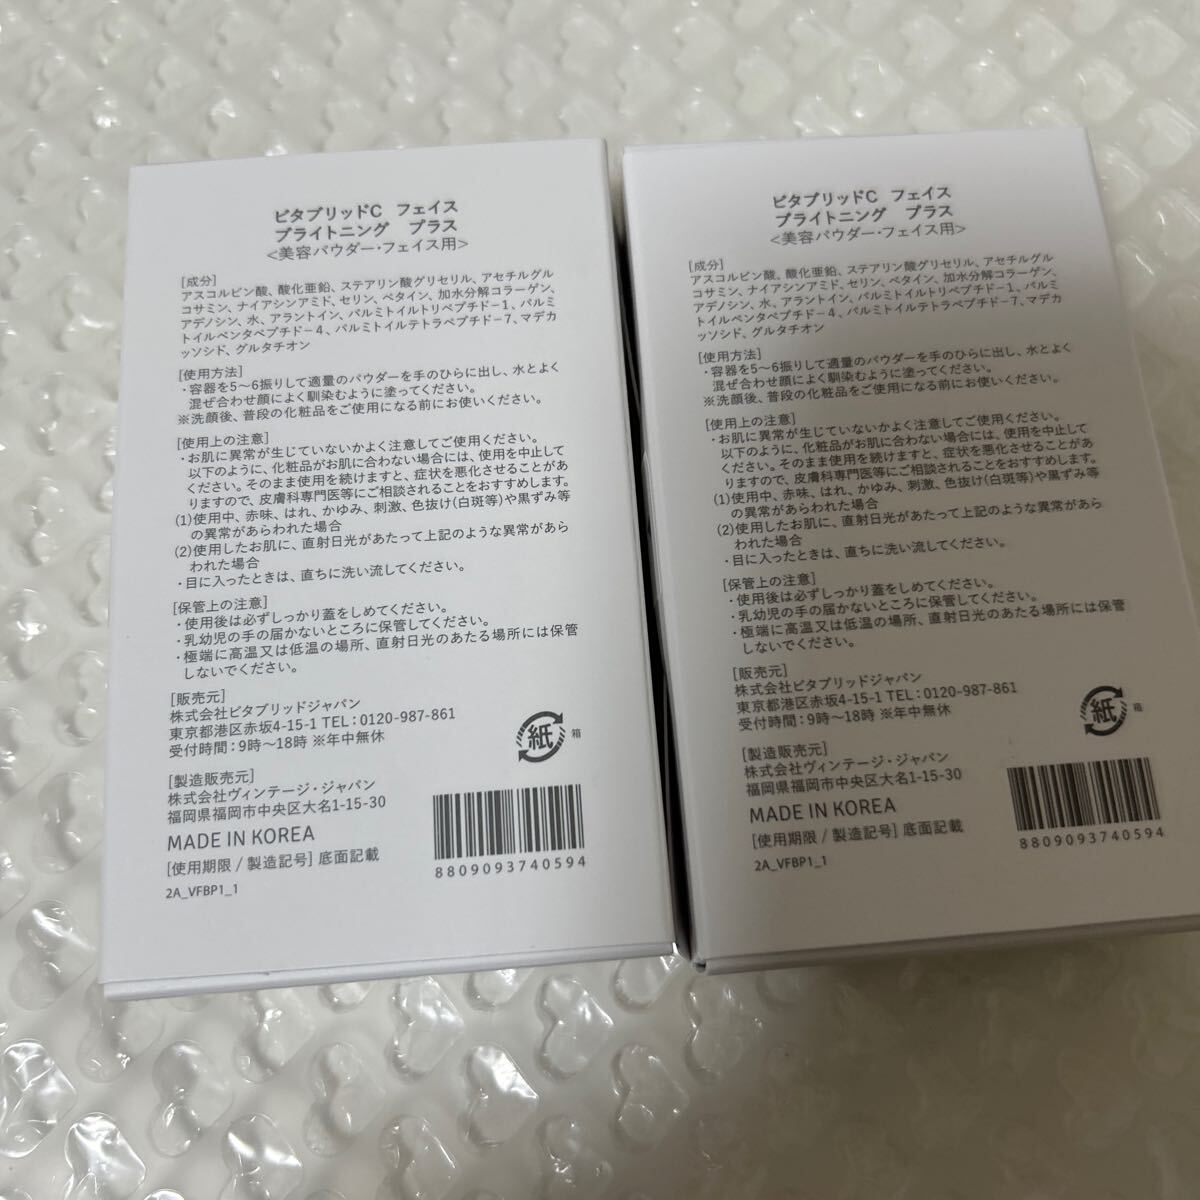 ビタブリッドC フェイス
ブライトニング プラス
<美容パウダー・フェイス用>
[成分]
アスコルビン酸、酸化亜鉛、ステアリン酸グリセリル、アセチルグル
コサミン、ナイアシンアミド、セリン、ベタイン、加水分解コラーゲン、
アデノシン、水、アラントイン、パルミトイルトリペプチド−1、パルミ
トイルペンタペプチド−4、パルミトイルテトラペプチド−7、マデカ
ッソシド、グルタチオン
[使用方法]
・容器を5〜6振りして適量のパウダーを手のひらに出し、水とよく
混ぜ合わせ顔によく馴染むように塗ってください。
※洗顔後、普段の化粧品をご使用になる前にお使いください。
[使用上の注意]
・お肌に異常が生じていないかよく注意してご使用ください。
以下のように、化粧品がお肌に合わない場合には、使用を中止して
ください。そのまま使用を続けますと、症状を悪化させることがあ
りますので、皮膚科専門医等にご相談されることをおすすめします。
(1)使用中、赤味、はれ、かゆみ、刺激、色抜け(白斑等)や黒ずみ等
の異常があらわれた場合
(2)使用したお肌に、直射日光があたって上記のような異常があら
われた場合
・目に入ったときは、直ちに洗い流してください。
[保管上の注意]
・使用後は必ずしっかり蓋をしめてください。
・乳幼児の手の届かないところに保管してください。
・極端に高温又は低温の場所、直射日光のあたる場所には保管
しないでください。
[販売元]
株式会社ビタブリッドジャパン
東京都港区赤坂4-15-1 TEL:0120-987-861
受付時間:9時〜18時 ※年中無休
紙 箱
[製造販売元]
株式会社ヴィンテージ・ジャパン
福岡県福岡市中央区大名1-15-30
MADE IN KOREA
[使用期限/製造記号] 底面記載
2A_VFBP1_1
8809093740594
ビタブリッドC フェイス
ブライトニング プラス
<美容パウダー・フェイス用>
[成分]
アスコルビン酸、酸化亜鉛、ステアリン酸グリセリル、アセチルグル
コサミン、ナイアシンアミド、セリン、ベタイン、加水分解コラーゲン、
アデノシン、水、アラントイン、パルミトイルトリペプチド−1、パルミ
トイルペンタペプチド−4、パルミトイルテトラペプチド−7、マデカ
ッソシド、グルタチオン
[使用方法]
・容器を5〜6振りして適量のパウダーを手のひらに出し、水とよく
混ぜ合わせ顔によく馴染むように塗ってください。
※洗顔後、普段の化粧品をご使用になる前にお使いください。
[使用上の注意]
・お肌に異常が生じていないかよく注意してご使用ください。
以下のように、化粧品がお肌に合わない場合には、使用を中止して
ください。そのまま使用を続けますと、症状を悪化させることがあ
りますので、皮膚科専門医等にご相談されることをおすすめします。
(1)使用中、赤味、はれ、かゆみ、刺激、色抜け(白斑等)や黒ずみ等
の異常があらわれた場合
(2)使用したお肌に、直射日光があたって上記のような異常があら
われた場合
・目に入ったときは、直ちに洗い流してください。
[保管上の注意]
・使用後は必ずしっかり蓋をしめてください。
・乳幼児の手の届かないところに保管してください。
・極端に高温又は低温の場所、直射日光のあたる場所には保管
しないでください。
[販売元]
株式会社ビタブリッドジャパン
東京都港区赤坂4-15-1 TEL:0120-987-861
受付時間:9時〜18時 ※年中無休
紙 箱
[製造販売元]
株式会社ヴィンテージ・ジャパン
福岡県福岡市中央区大名1-15-30
MADE IN KOREA
[使用期限/製造記号] 底面記載
2A_VFBP1_1
8809093740594